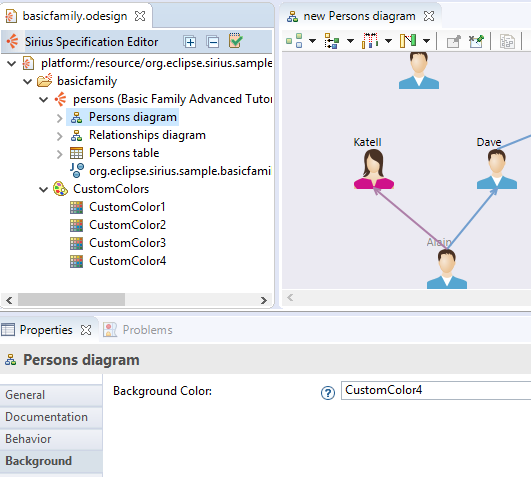 basicfamily.odesign
Sirius Specification Editor
platform:/resource/org.eclipse.sirius.sample
basicfamily
persons (Basic Family Advanced Tuto
Persons diagram
Relationships diagram
Persons table
org.eclipse.sirius.sample.basicfami
CustomColors
CustomColor1
CustomColor2
CustomColor3
CustomColor4
new Persons diagram
Katell
Dave
Alain
Properties
Problems
Persons diagram
General
Documentation
Behavior
Background
Background Color:
CustomColor4